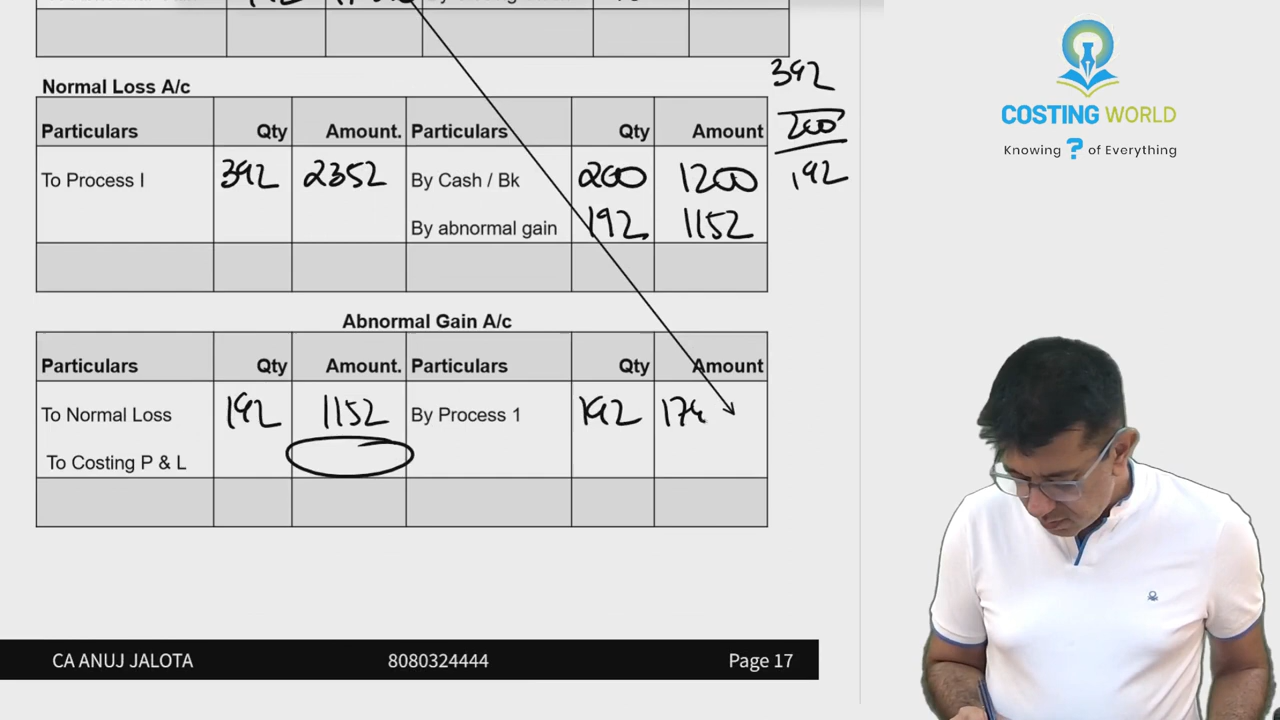 Normal Loss A/c
392
Particulars Qty Amount. Particulars Qty Amount
200
To Process I 392 2352 By Cash / Bk 200 1200
192
By abnormal gain 192 1152
Abnormal Gain A/c
Particulars Qty Amount. Particulars Qty Amount
To Normal Loss 192 1152 By Process 1 192
To Costing P & L
CA ANUJ JALOTA 8080324444 Page 17
COSTING WORLD
Knowing ? of Everything